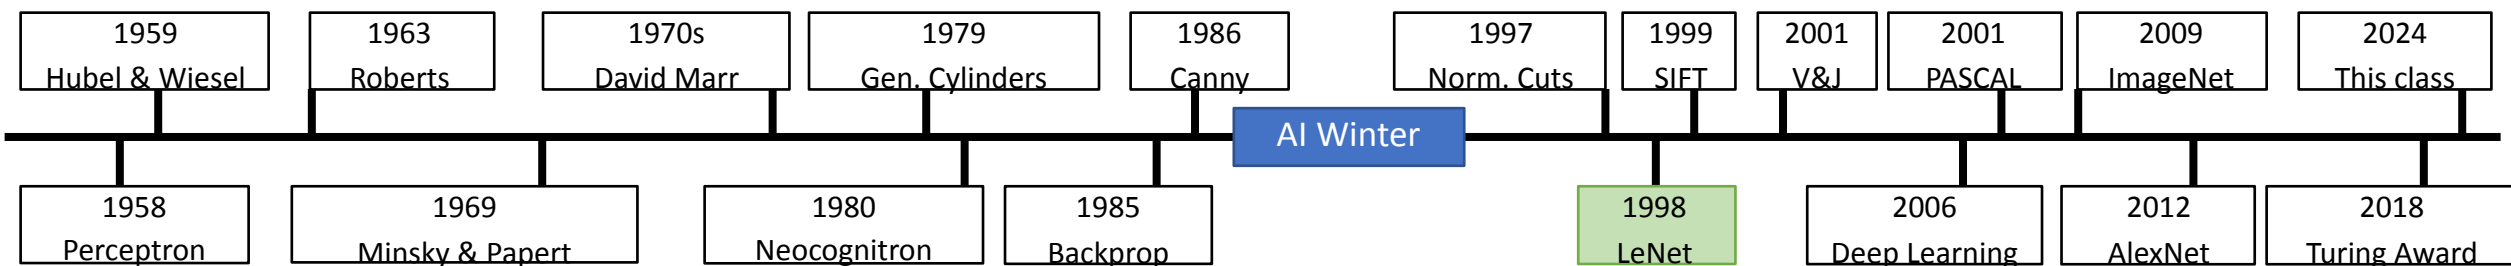 1959
Hubel & Wiesel
1963
Roberts
1970s
David Marr
1979
Gen. Cylinders
1986
Canny
1997
Norm. Cuts
1999
SIFT
2001
V&J
2001
PASCAL
2009
ImageNet
2024
This class
AI Winter
1958
Perceptron
1969
Minsky & Papert
1980
Neocognitron
1985
Backprop
1998
LeNet
2006
Deep Learning
2012
AlexNet
2018
Turing Award